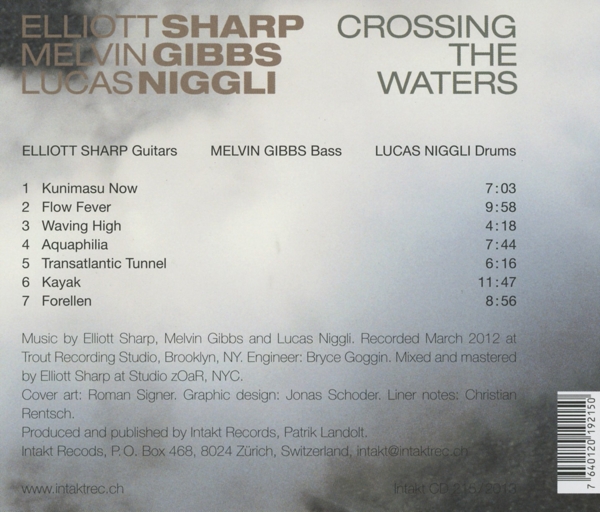 ELLIOTT SHARP CROSSING
MELVIN GIBBS THE
LUCAS NIGGLI WATERS
ELLIOTT SHARP Guitars MELVIN GIBBS Bass LUCAS NIGGLI Drums
1 Kunimasu Now 7:03
2 Flow Fever 9:58
3 Waving High 4:18
4 Aquaphilia 7:44
5 Transatlantic Tunnel 6:16
6 Kayak 11:47
7 Forellen 8:56
Music by Elliott Sharp, Melvin Gibbs and Lucas Niggli. Recorded March 2012 at
Trout Recording Studio, Brooklyn, NY. Engineer: Bryce Goggin. Mixed and mastered
by Elliott Sharp at Studio zOaR, NYC.
Cover art: Roman Signer. Graphic design: Jonas Schoder. Liner notes: Christian
Rentsch.
Produced and published by Intakt Records, Patrik Landolt.
Intakt Recods, P.O. Box 468, 8024 Zürich, Switzerland, intakt@intaktrec.ch
www.intaktrec.ch Intakt CD
7 640120 192150